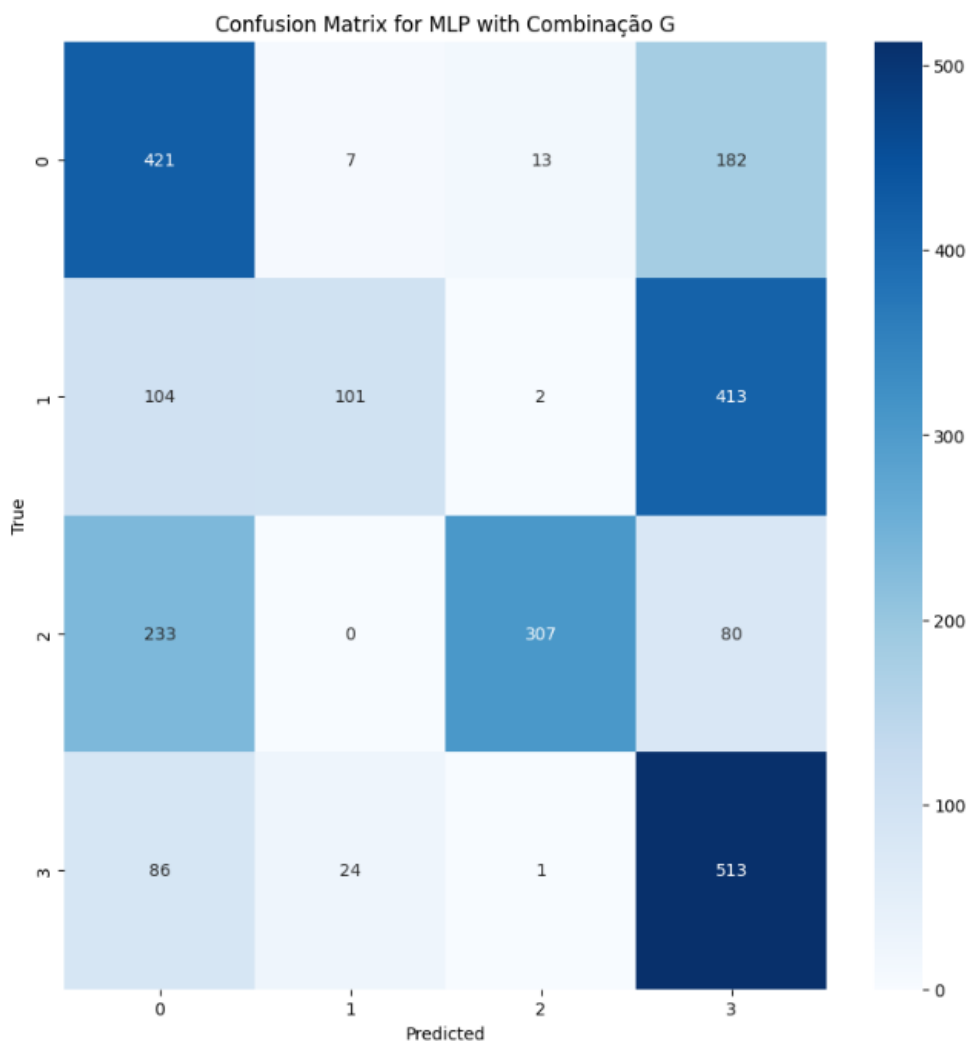 Confusion Matrix for MLP with Combinação G
500
0 421 7 13 182
400
1 104 101 2 413
300
True
200
2 233 0 307 80
100
3 86 24 1 513
0
0 1 2 3
Predicted